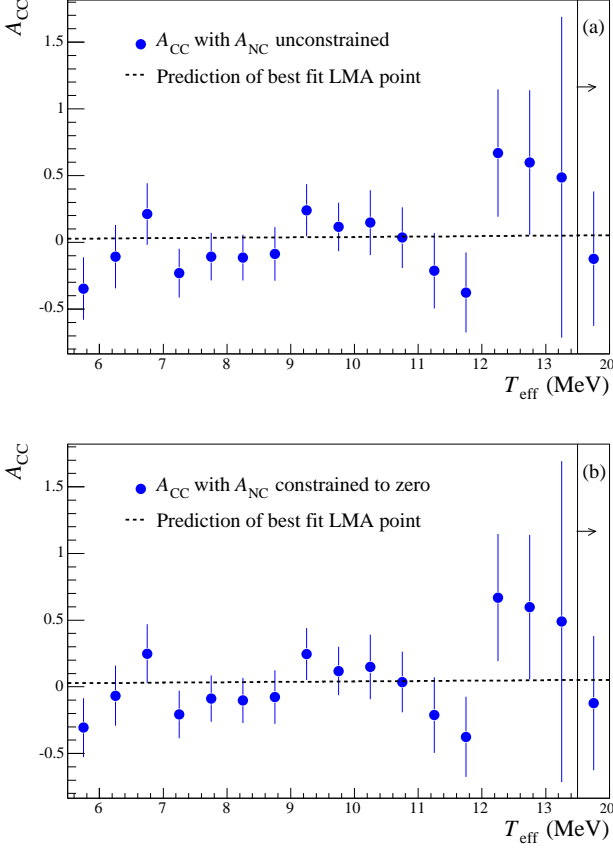 A_CC
(a)
A_CC with A_NC unconstrained
Prediction of best fit LMA point
1.5
1
0.5
0
-0.5
6 7 8 9 10 11 12 13 20
T_eff (MeV)
A_CC
(b)
A_CC with A_NC constrained to zero
Prediction of best fit LMA point
1.5
1
0.5
0
-0.5
6 7 8 9 10 11 12 13 20
T_eff (MeV)